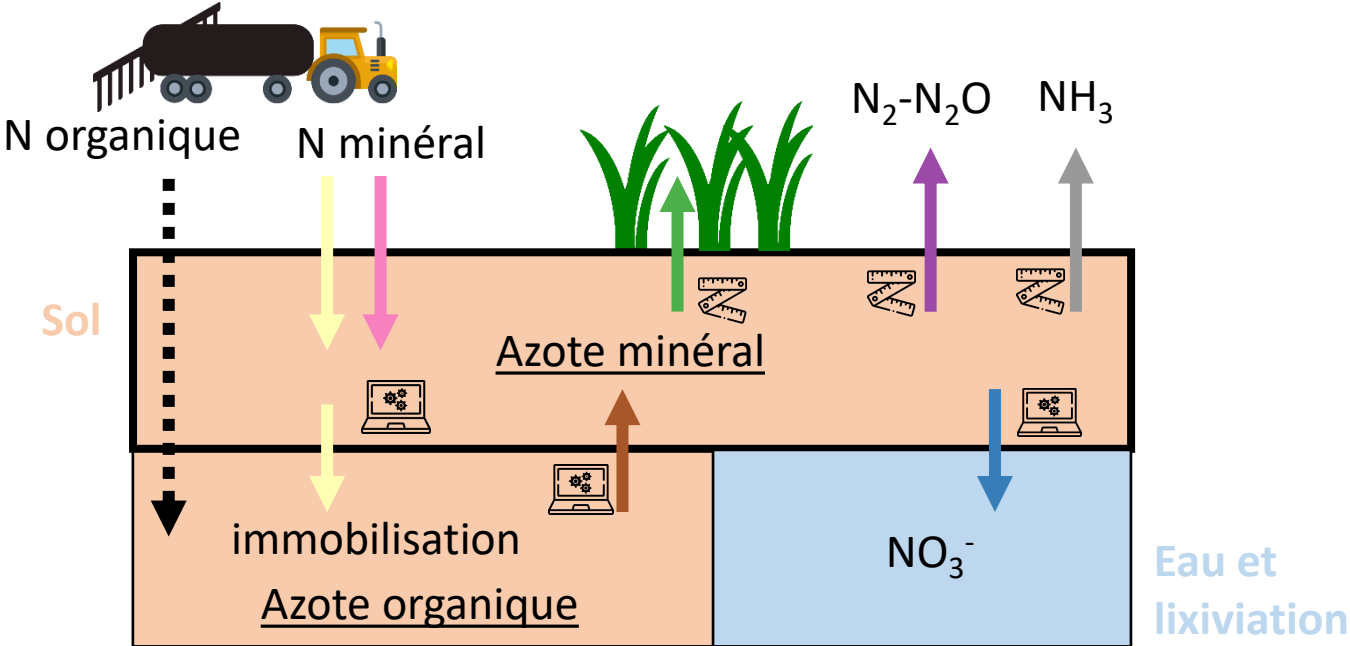 N organique
N minéral
N₂-N₂O
NH₃
Sol
Azote minéral
immobilisation
Azote organique
NO₃⁻
Eau et
lixiviation